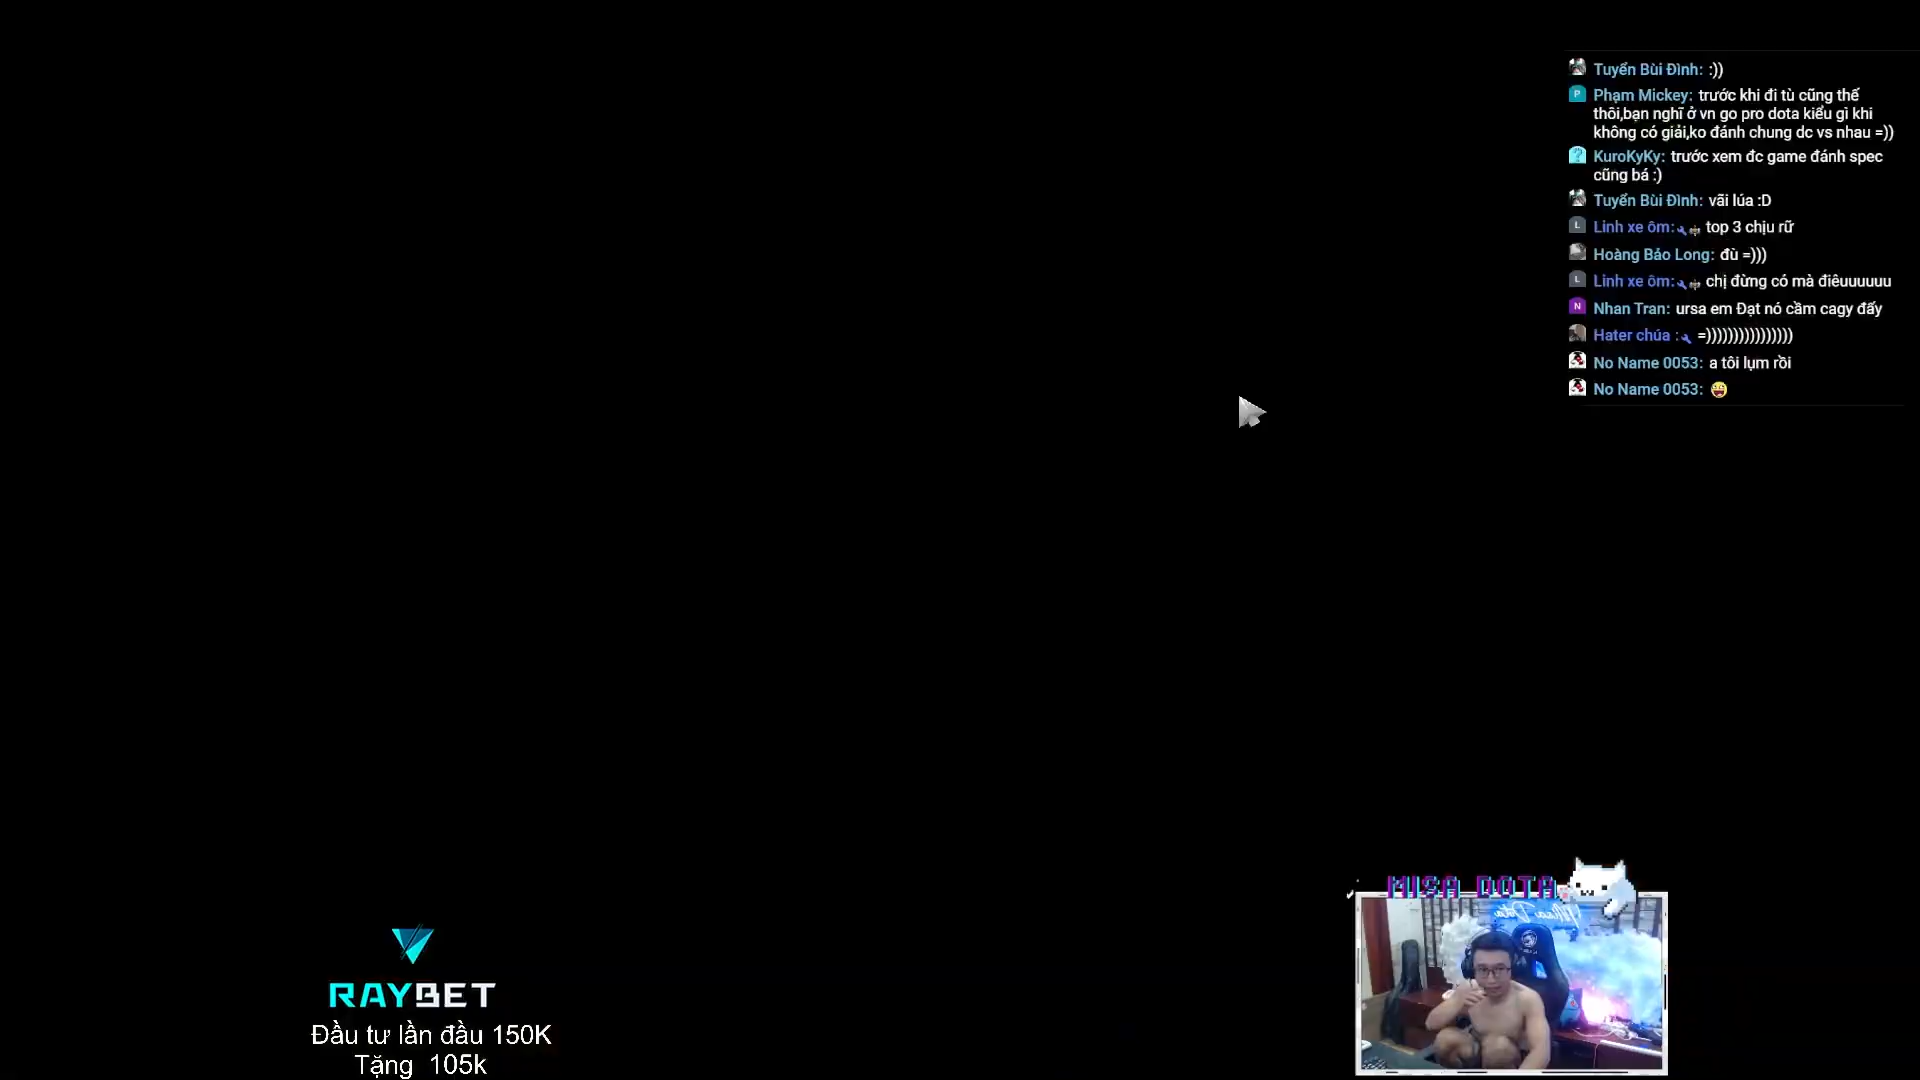 Tuyển Bùi Đình: :))
Phạm Mickey: trước khi đi tù cũng thế
thôi,bạn nghĩ ở vn go pro dota kiểu gì khi
không có giải,ko đánh chung dc vs nhau =))
KuroKyKy: trước xem đc game đánh spec
cũng bá :)
Tuyển Bùi Đình: vãi lúa :D
L Linh xe ôm: top 3 chịu rữ
Hoàng Bảo Long: đù =)))
L Linh xe ôm: chị đừng có mà điêuuuuuu
N Nhan Tran: ursa em Đạt nó cầm cagy đấy
Hater chúa : =))))))))))))))))
No Name 0053: a tôi lụm rồi
No Name 0053: 😜
MISA DOTA
Misa Dota
RAYBET
Đầu tư lần đầu 150K
Tặng 105k